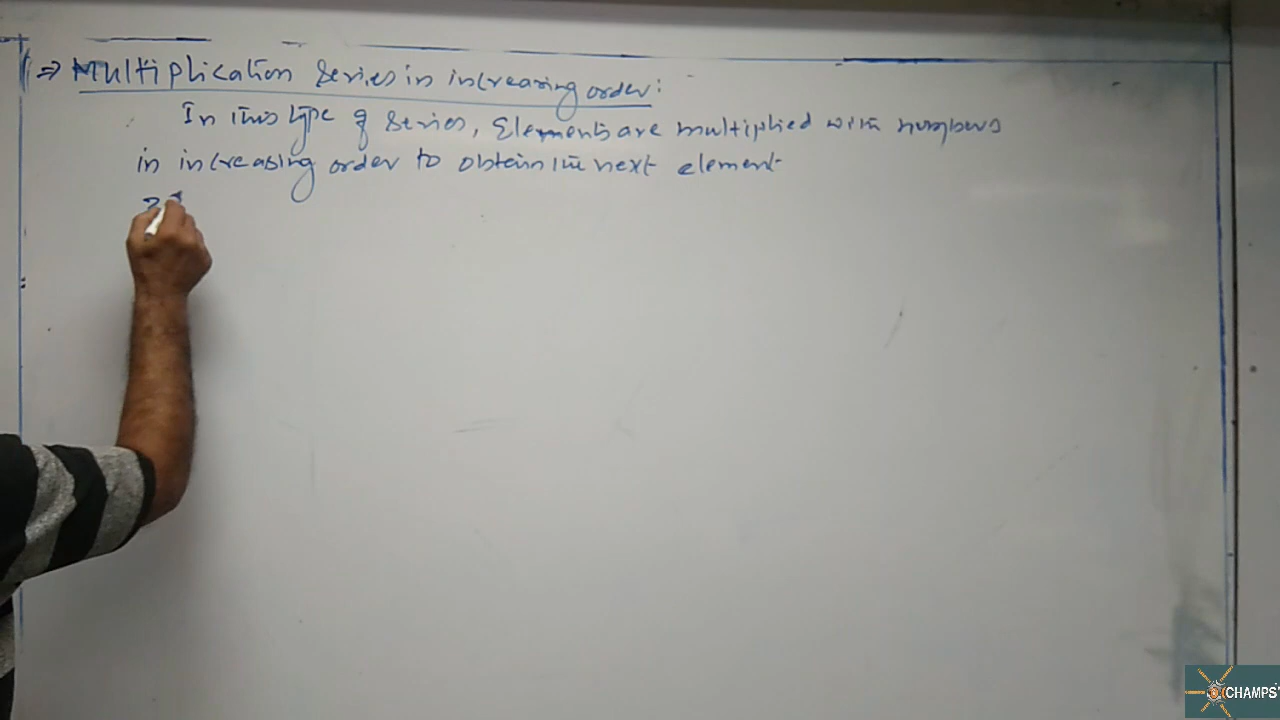 ⇒ Multiplication Series in increasing order:
In this type of Series, Elements are multiplied with numbers
in increasing order to obtain the next element
CHAMPS